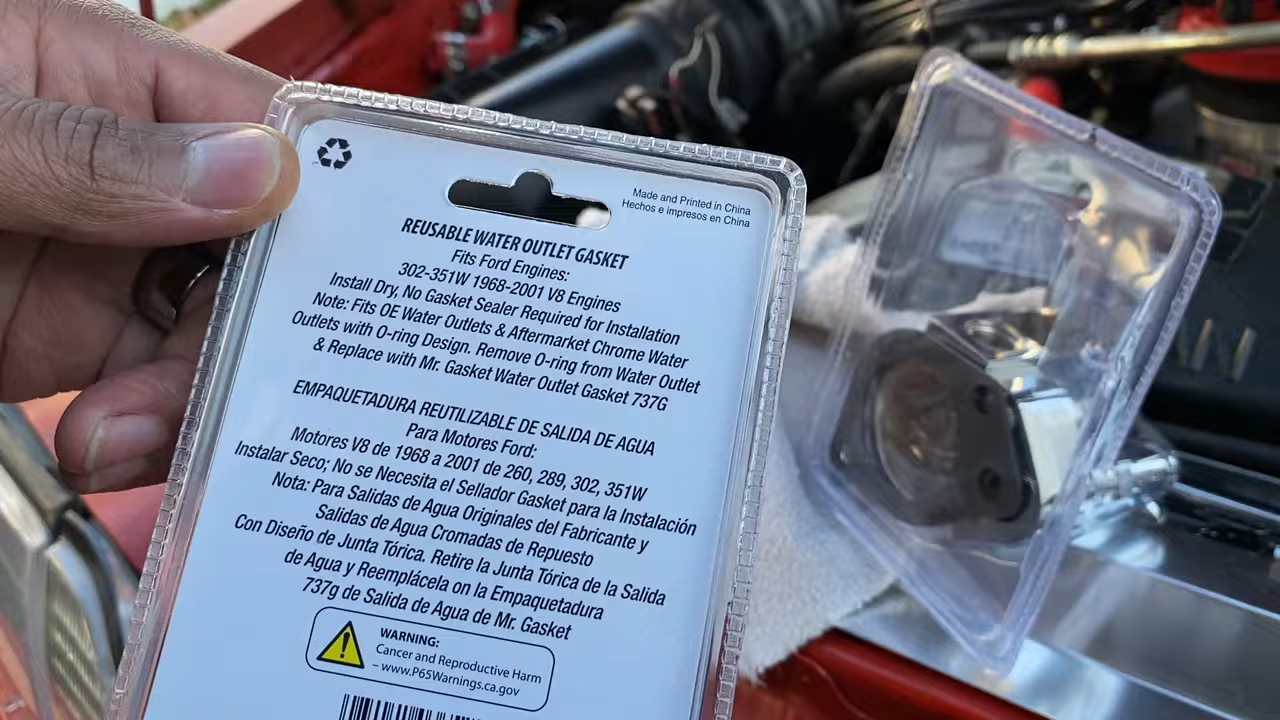 Made and Printed in China
Hechos e impresos en China
REUSABLE WATER OUTLET GASKET
Fits Ford Engines:
302-351W 1968-2001 V8 Engines
Install Dry, No Gasket Sealer Required for Installation
Note: Fits OE Water Outlets & Aftermarket Chrome Water
Outlets with O-ring Design. Remove O-ring from Water Outlet
& Replace with Mr. Gasket Water Outlet Gasket 737G
EMPAQUETADURA REUTILIZABLE DE SALIDA DE AGUA
Para Motores Ford:
Motores V8 de 1968 a 2001 de 260, 289, 302, 351W
Instalar Seco; No se Necesita el Sellador Gasket para la Instalación
Nota: Para Salidas de Agua Originales del Fabricante y
Salidas de Agua Cromadas de Repuesto
Con Diseño de Junta Tórica. Retire la Junta Tórica de la Salida
de Agua y Reemplácela on la Empaquetadura
737g de Salida de Agua de Mr. Gasket
WARNING:
Cancer and Reproductive Harm
– www.P65Warnings.ca.gov